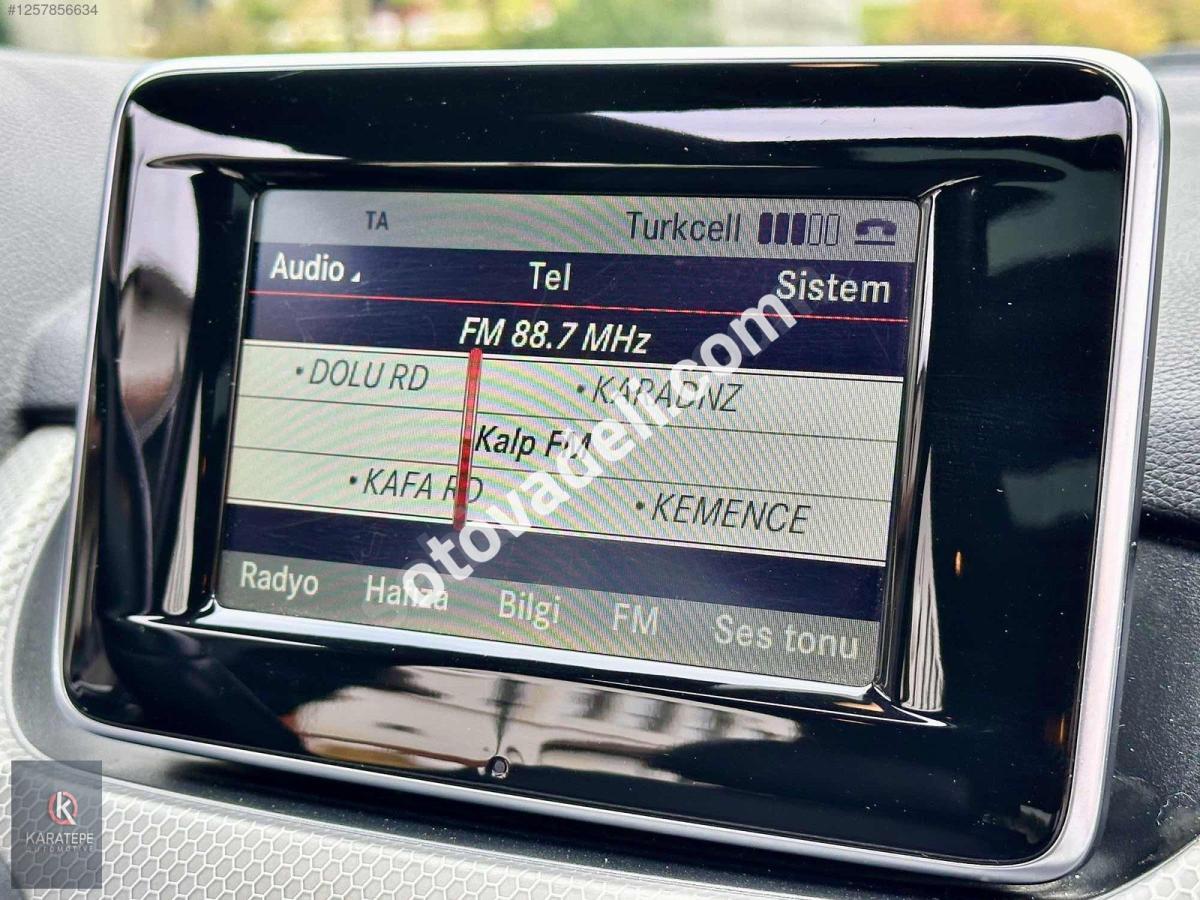 #1257856634
TA Turkcell
Audio Tel Sistem
FM 88.7 MHz
•DOLU RD •KARADNZ
Kalp FM
•KAFA RD •KEMENCE
Radyo Hafıza Bilgi FM Ses tonu
otovadeli.com
KARATEPE
AUTOMOTIVE